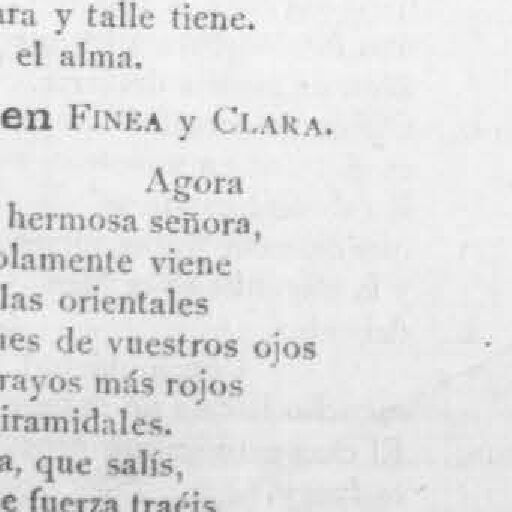 ara y talle tiene.
el alma.
en FINEA y CLARA.
Agora
hermosa señora,
olamente viene
las orientales
nes de vuestros ojos
rayos más rojos
iramidales.
a, que salís,
e fuerza traéis